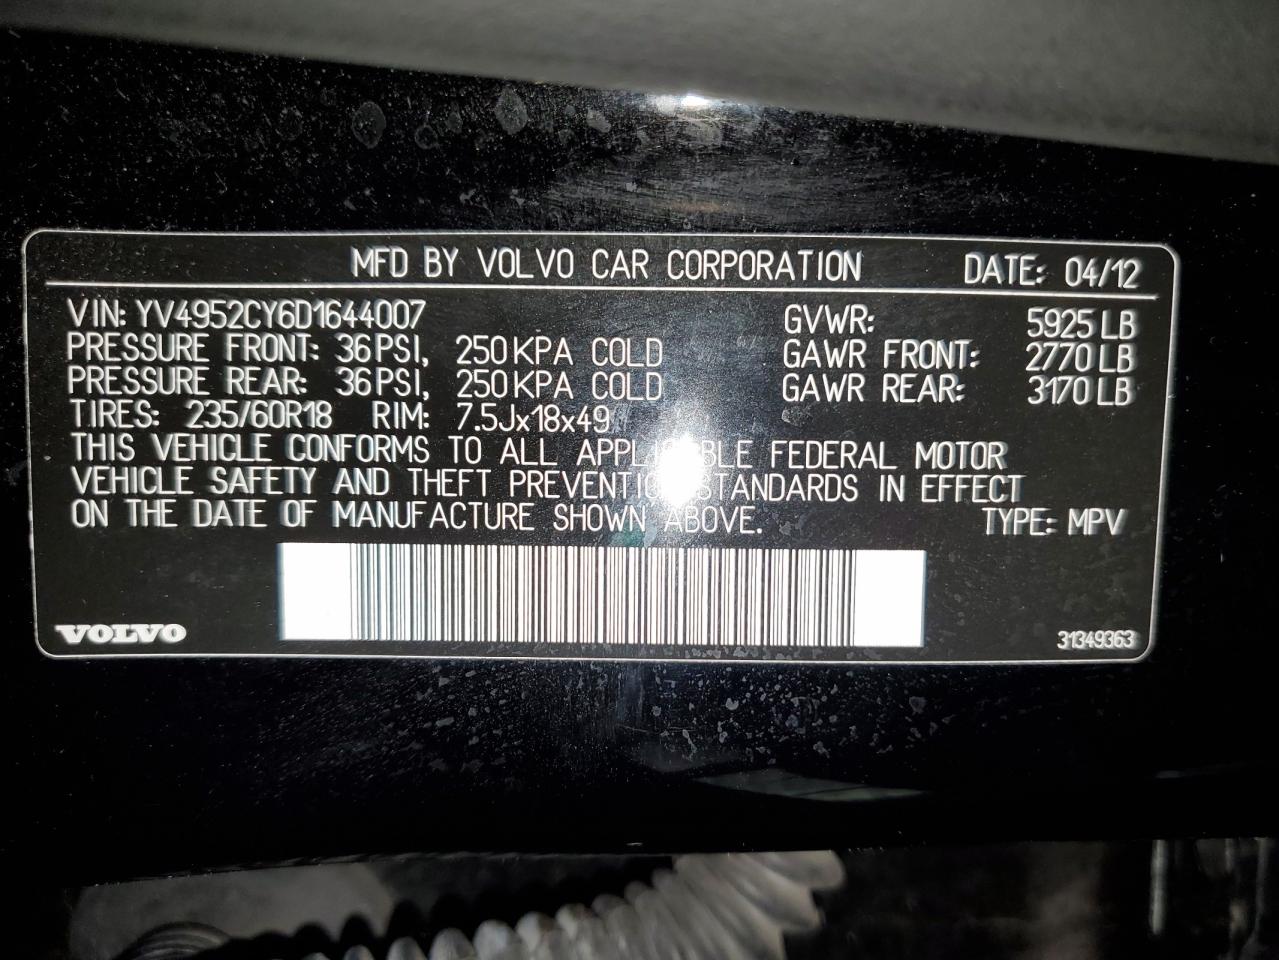 MFD BY VOLVO CAR CORPORATION DATE: 04/12
VIN: YV4952CY6D1644007 GVWR: 5925 LB
PRESSURE FRONT: 36 PSI, 250 KPA COLD GAWR FRONT: 2770 LB
PRESSURE REAR: 36 PSI, 250 KPA COLD GAWR REAR: 3170 LB
TIRES: 235/60R18 RIM: 7.5Jx18x49
THIS VEHICLE CONFORMS TO ALL APPLICABLE FEDERAL MOTOR
VEHICLE SAFETY AND THEFT PREVENTION STANDARDS IN EFFECT
ON THE DATE OF MANUFACTURE SHOWN ABOVE. TYPE: MPV
VOLVO 31349363